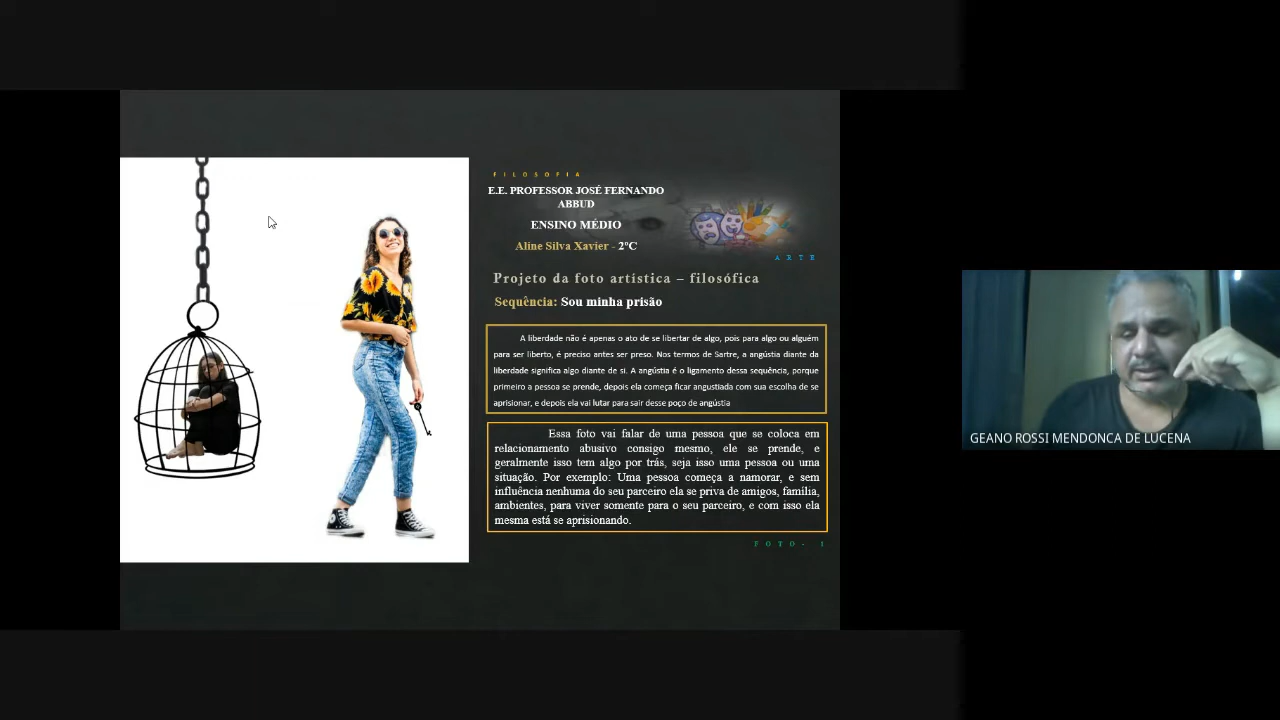 FILOSOFIA
E.E. PROFESSOR JOSÉ FERNANDO
ABBUD
ENSINO MÉDIO
Aline Silva Xavier - 2ºC
ARTE
Projeto da foto artística – filosófica
Sequência: Sou minha prisão
A liberdade não é apenas o ato de se libertar de algo, pois para algo ou alguém
para ser liberto, é preciso antes ser preso. Nos termos de Sartre, a angústia diante da
liberdade significa algo diante de si. A angústia é o ligamento dessa sequência, porque
primeiro a pessoa se prende, depois ela começa ficar angustiada com sua escolha de se
aprisionar, e depois ela vai lutar para sair desse poço de angústia
Essa foto vai falar de uma pessoa que se coloca em
relacionamento abusivo consigo mesmo, ele se prende, e
geralmente isso tem algo por trás, seja isso uma pessoa ou uma
situação. Por exemplo: Uma pessoa começa a namorar, e sem
influência nenhuma do seu parceiro ela se priva de amigos, família,
ambientes, para viver somente para o seu parceiro, e com isso ela
mesma está se aprisionando.
FOTO- 1
GEANO ROSSI MENDONCA DE LUCENA